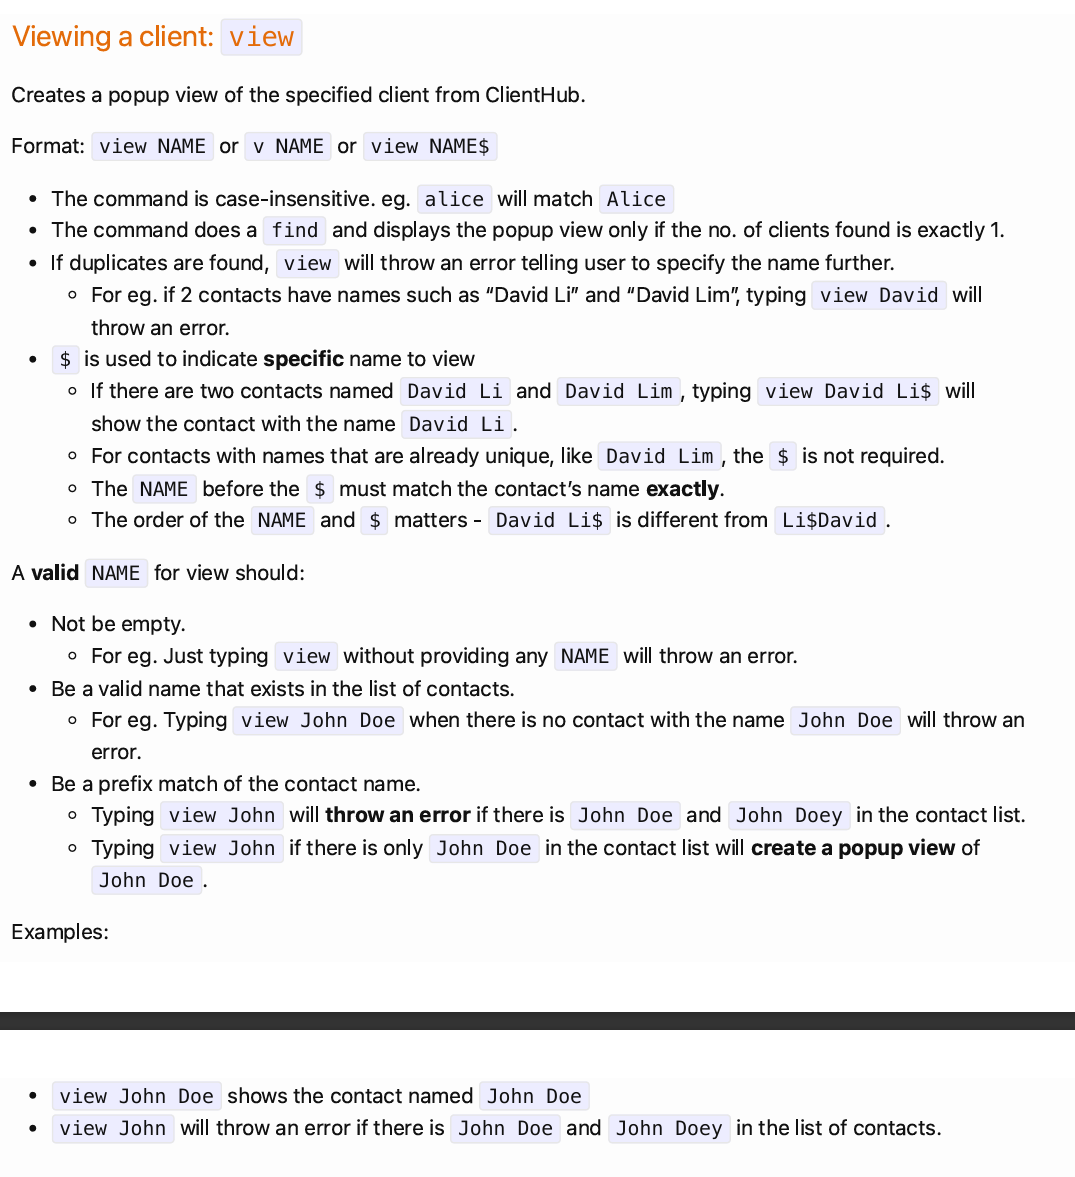 Viewing a client: view
Creates a popup view of the specified client from ClientHub.
Format: view NAME or v NAME or view NAME$
• The command is case-insensitive. eg. alice will match Alice
• The command does a find and displays the popup view only if the no. of clients found is exactly 1.
• If duplicates are found, view will throw an error telling user to specify the name further.
◦ For eg. if 2 contacts have names such as “David Li” and “David Lim”, typing view David will
throw an error.
• $ is used to indicate specific name to view
◦ If there are two contacts named David Li and David Lim , typing view David Li$ will
show the contact with the name David Li .
◦ For contacts with names that are already unique, like David Lim , the $ is not required.
◦ The NAME before the $ must match the contact’s name exactly.
◦ The order of the NAME and $ matters - David Li$ is different from Li$David .
A valid NAME for view should:
• Not be empty.
◦ For eg. Just typing view without providing any NAME will throw an error.
• Be a valid name that exists in the list of contacts.
◦ For eg. Typing view John Doe when there is no contact with the name John Doe will throw an
error.
• Be a prefix match of the contact name.
◦ Typing view John will throw an error if there is John Doe and John Doey in the contact list.
◦ Typing view John if there is only John Doe in the contact list will create a popup view of
John Doe .
Examples:
• view John Doe shows the contact named John Doe
• view John will throw an error if there is John Doe and John Doey in the list of contacts.